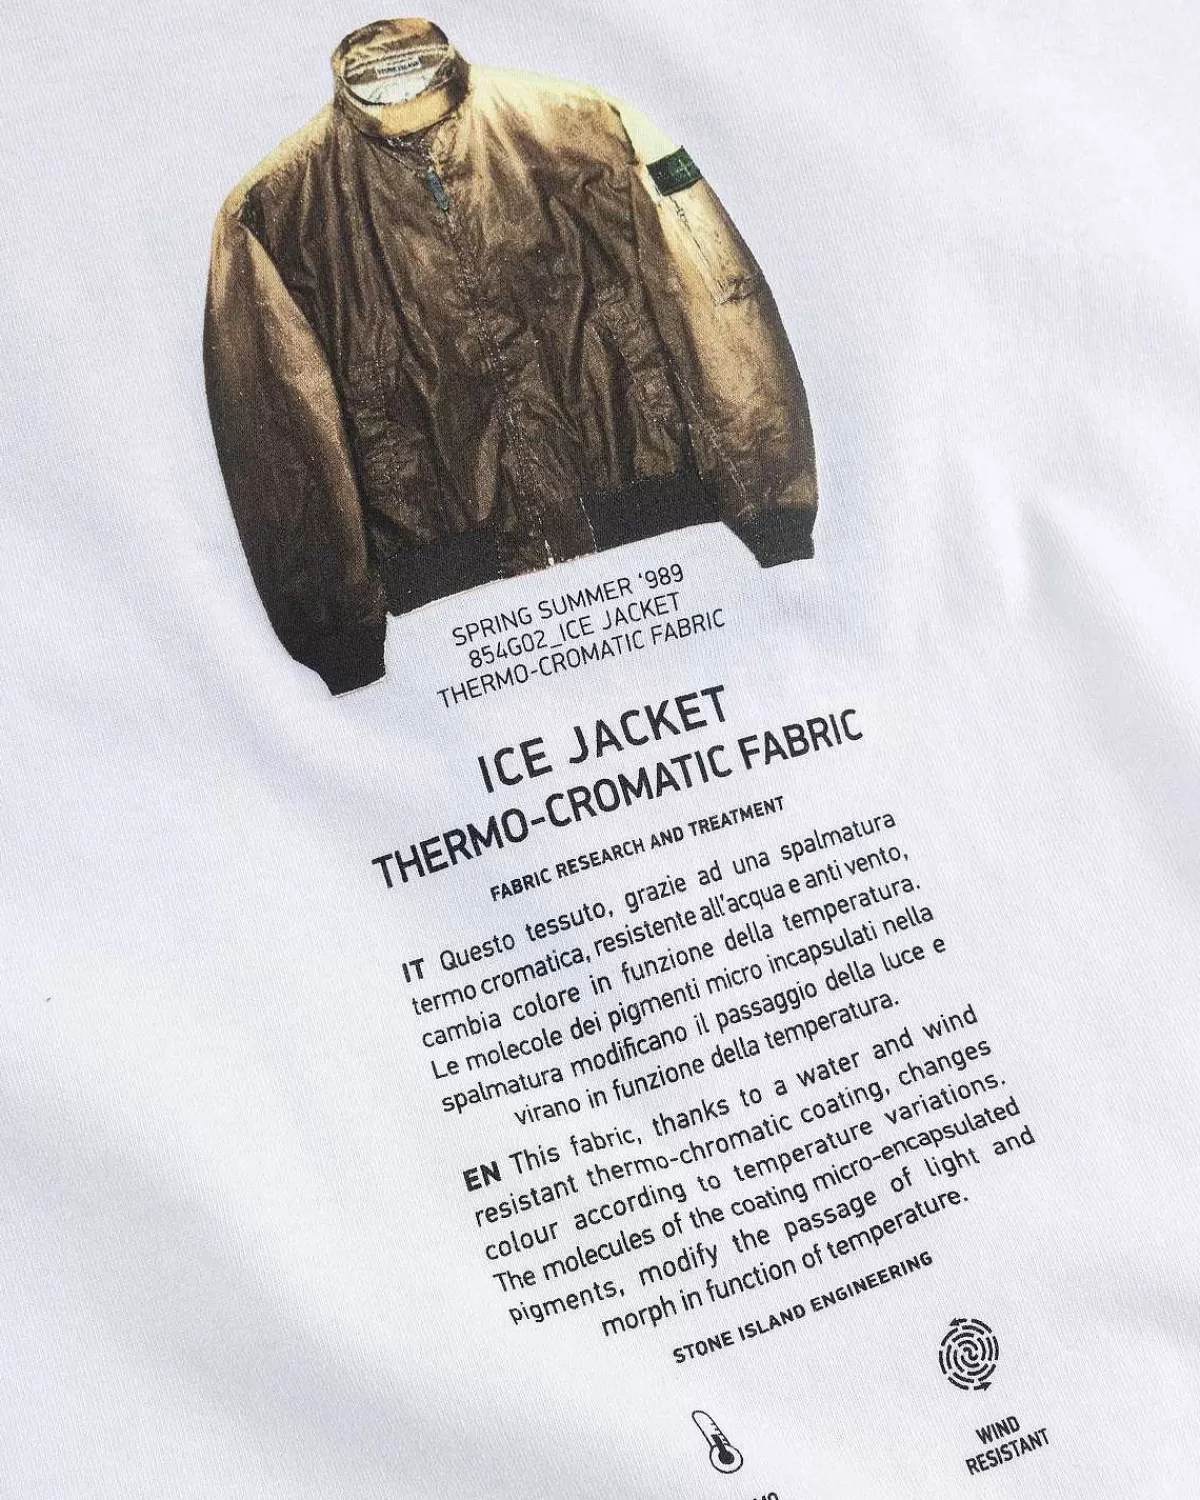 STONE ISLAND
SPRING SUMMER ‘989
854G02_ICE JACKET
THERMO-CROMATIC FABRIC
ICE JACKET
THERMO-CROMATIC FABRIC
FABRIC RESEARCH AND TREATMENT
IT Questo tessuto, grazie ad una spalmatura
termo cromatica, resistente all'acqua e anti vento,
cambia colore in funzione della temperatura.
Le molecole dei pigmenti micro incapsulati nella
spalmatura modificano il passaggio della luce e
virano in funzione della temperatura.
EN This fabric, thanks to a water and wind
resistant thermo-chromatic coating, changes
colour according to temperature variations.
The molecules of the coating micro-encapsulated
pigments, modify the passage of light and
morph in function of temperature.
STONE ISLAND ENGINEERING
WIND
RESISTANT